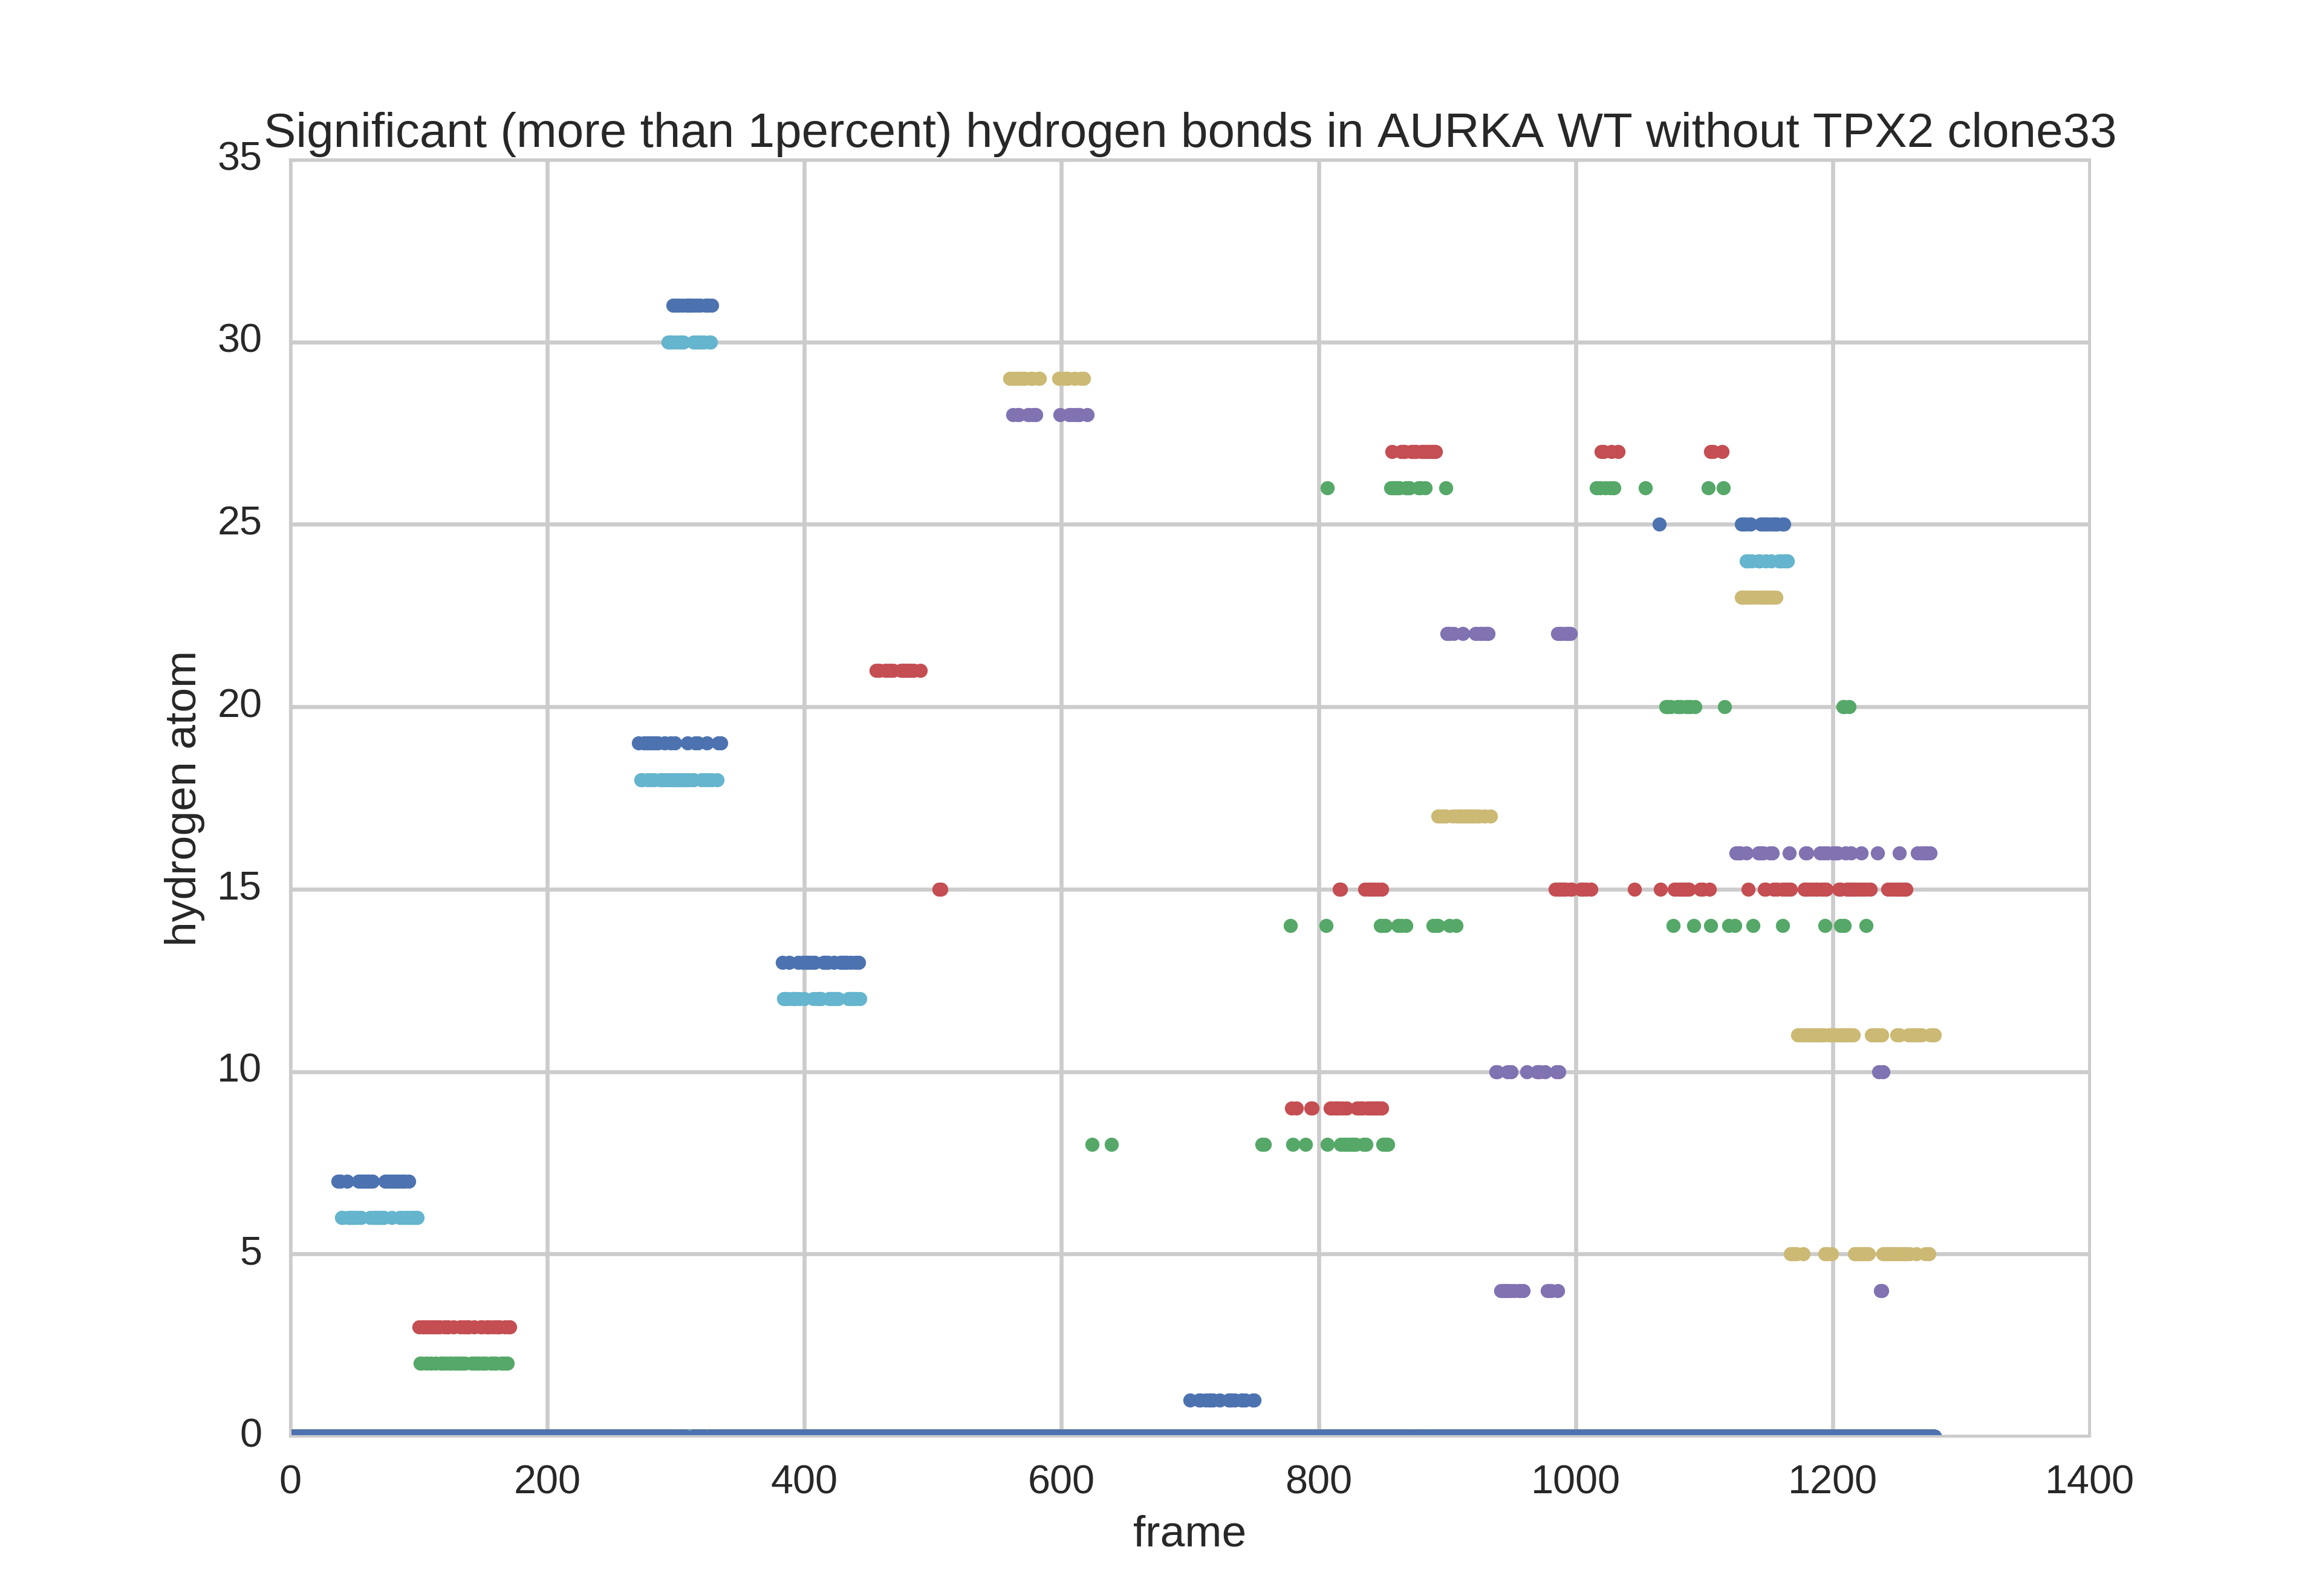 Significant (more than 1percent) hydrogen bonds in AURKA WT without TPX2 clone33
35
30
25
20
15
10
5
0
hydrogen atom
0 200 400 600 800 1000 1200 1400
frame